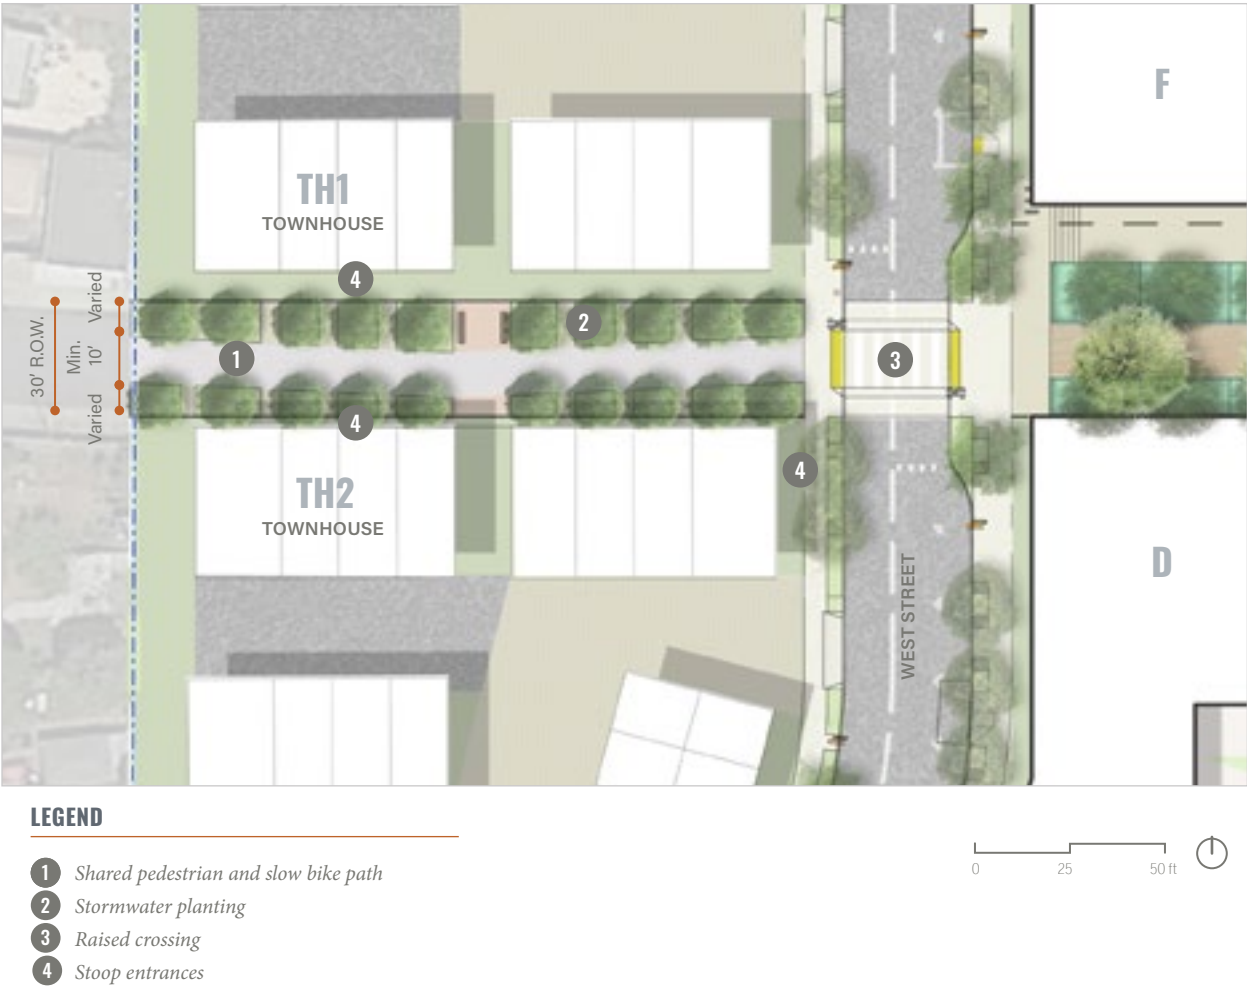 F
TH1
TOWNHOUSE
4
2
1
3
30' R.O.W.
Varied
Min.
10'
Varied
4
4
TH2
TOWNHOUSE
WEST STREET
D
LEGEND
1 Shared pedestrian and slow bike path
2 Stormwater planting
3 Raised crossing
4 Stoop entrances
0 25 50 ft